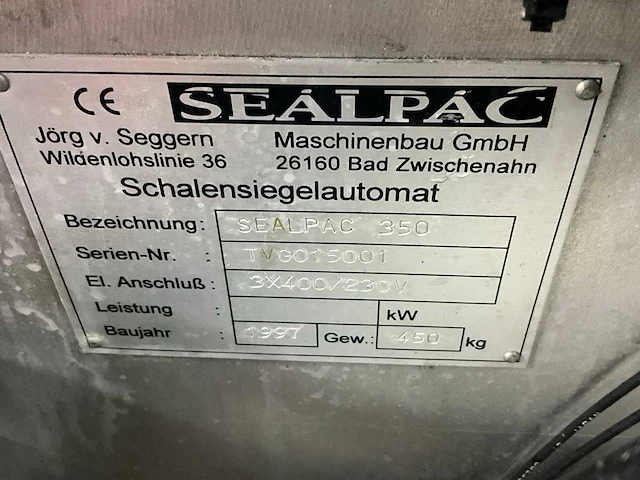 CE SEALPAC
Jörg v. Seggern Maschinenbau GmbH
Wildenlohslinie 36 26160 Bad Zwischenahn
Schalensiegelautomat
Bezeichnung: SEALPAC 350
Serien-Nr. : TVG015001
El. Anschluß : 3X400/230V
Leistung : kW
Baujahr : 1997 Gew.: 450 kg